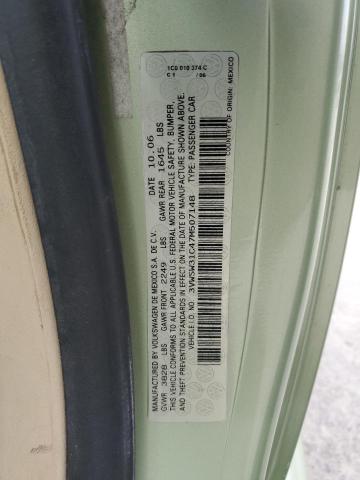 MANUFACTURED BY VOLKSWAGEN DE MEXICO S.A. DE C.V. DATE 10.06
GVWR 3828 LBS GAWR FRONT 2249 LBS GAWR REAR 1645 LBS
THIS VEHICLE CONFORMS TO ALL APPLICABLE U.S. FEDERAL MOTOR VEHICLE SAFETY, BUMPER,
AND THEFT PREVENTION STANDARDS IN EFFECT ON THE DATE OF MANUFACTURE SHOWN ABOVE.
VEHICLE I.D. NO. 3VWSW31C47M507148 TYPE: PASSENGER CAR
1C0 010 374 C
C 1 / 06
COUNTRY OF ORIGIN: MEXICO